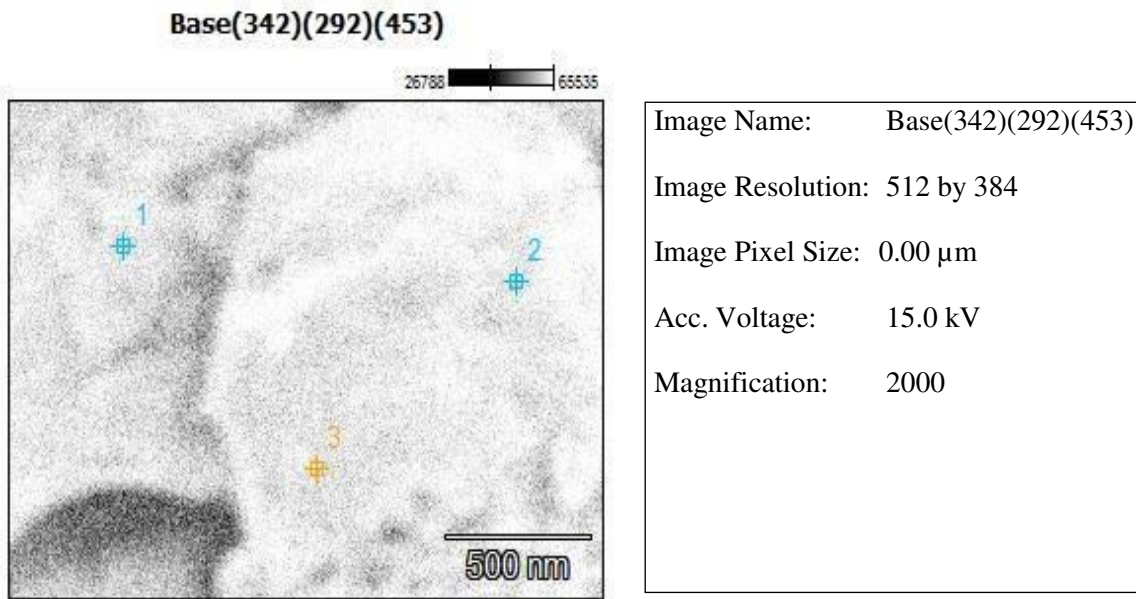 Base(342)(292)(453)
26788 65535
1
2
3
500 nm
Image Name: Base(342)(292)(453)
Image Resolution: 512 by 384
Image Pixel Size: 0.00 µm
Acc. Voltage: 15.0 kV
Magnification: 2000